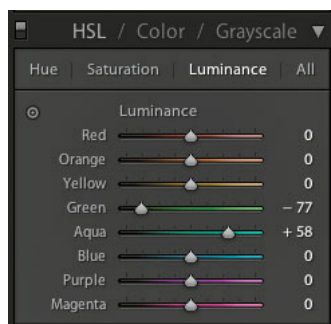 HSL / Color / Grayscale ▼
Hue | Saturation | Luminance | All
Luminance
Red 0
Orange 0
Yellow 0
Green – 77
Aqua + 58
Blue 0
Purple 0
Magenta 0